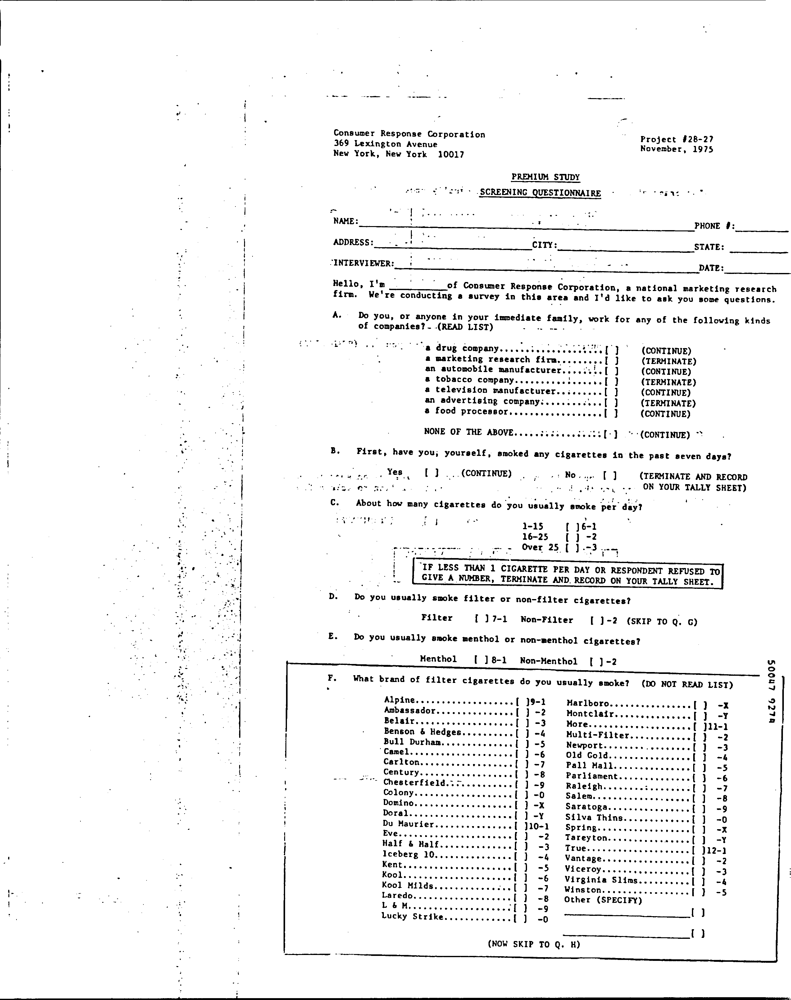 Consumer Response Corporation
369 Lexington Avenue
New York, New York 10017
Project #28-27
November, 1975
PREMIUM STUDY
SCREENING QUESTIONNAIRE
NAME: PHONE #:
ADDRESS: CITY: STATE:
INTERVIEWER: DATE:
Hello, I'm ________of Consumer Response Corporation, a national marketing research
firm. We're conducting a survey in this area and I'd like to ask you some questions.
A. Do you, or anyone in your immediate family, work for any of the following kinds
of companies? (READ LIST)
a drug company....................[ ] (CONTINUE)
a marketing research firm.........[ ] (TERMINATE)
an automobile manufacturer........[ ] (CONTINUE)
a tobacco company.................[ ] (TERMINATE)
a television manufacturer.........[ ] (CONTINUE)
an advertising company............[ ] (TERMINATE)
a food processor..................[ ] (CONTINUE)
NONE OF THE ABOVE.................[ ] (CONTINUE)
B. First, have you, yourself, smoked any cigarettes in the past seven days?
Yes [ ] (CONTINUE) No [ ] (TERMINATE AND RECORD
ON YOUR TALLY SHEET)
C. About how many cigarettes do you usually smoke per day?
1-15 [ ]6-1
16-25 [ ] -2
Over 25 [ ] -3
IF LESS THAN 1 CIGARETTE PER DAY OR RESPONDENT REFUSED TO
GIVE A NUMBER, TERMINATE AND RECORD ON YOUR TALLY SHEET.
D. Do you usually smoke filter or non-filter cigarettes?
Filter [ ]7-1 Non-Filter [ ]-2 (SKIP TO Q. G)
E. Do you usually smoke menthol or non-menthol cigarettes?
Menthol [ ]8-1 Non-Menthol [ ]-2
F. What brand of filter cigarettes do you usually smoke? (DO NOT READ LIST)
Alpine...................[ ]9-1
Ambassador...............[ ] -2
Belair...................[ ] -3
Benson & Hedges..........[ ] -4
Bull Durham..............[ ] -5
Camel....................[ ] -6
Carlton..................[ ] -7
Century..................[ ] -8
Chesterfield.............[ ] -9
Colony...................[ ] -0
Domino...................[ ] -X
Doral....................[ ] -Y
Du Maurier...............[ ]10-1
Eve......................[ ] -2
Half & Half..............[ ] -3
Iceberg 10...............[ ] -4
Kent.....................[ ] -5
Kool.....................[ ] -6
Kool Milds...............[ ] -7
Laredo...................[ ] -8
L & M....................[ ] -9
Lucky Strike.............[ ] -0
Marlboro................[ ] -X
Montclair...............[ ] -Y
More....................[ ]11-1
Multi-Filter............[ ] -2
Newport.................[ ] -3
Old Gold................[ ] -4
Pall Mall...............[ ] -5
Parliament..............[ ] -6
Raleigh.................[ ] -7
Salem...................[ ] -8
Saratoga................[ ] -9
Silva Thins.............[ ] -0
Spring..................[ ] -X
Tareyton................[ ] -Y
True....................[ ]12-1
Vantage.................[ ] -2
Viceroy.................[ ] -3
Virginia Slims..........[ ] -4
Winston.................[ ] -5
Other (SPECIFY)
____________________[ ]
____________________[ ]
(NOW SKIP TO Q. H)